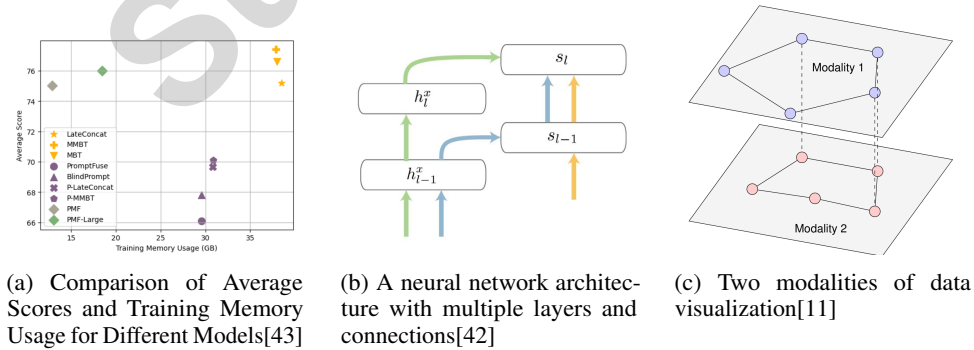 Average Score
76
74
72
70
68
66
LateConcat
MMBT
MBT
PromptFuse
BlindPrompt
P-LateConcat
P-MMBT
PMF
PMF-Large
15
20
25
30
35
Training Memory Usage (GB)
s_l
h_l^x
s_{l-1}
h_{l-1}^x
Modality 1
Modality 2
(a) Comparison of Average
Scores and Training Memory
Usage for Different Models[43]
(b) A neural network architec-
ture with multiple layers and
connections[42]
(c) Two modalities of data
visualization[11]